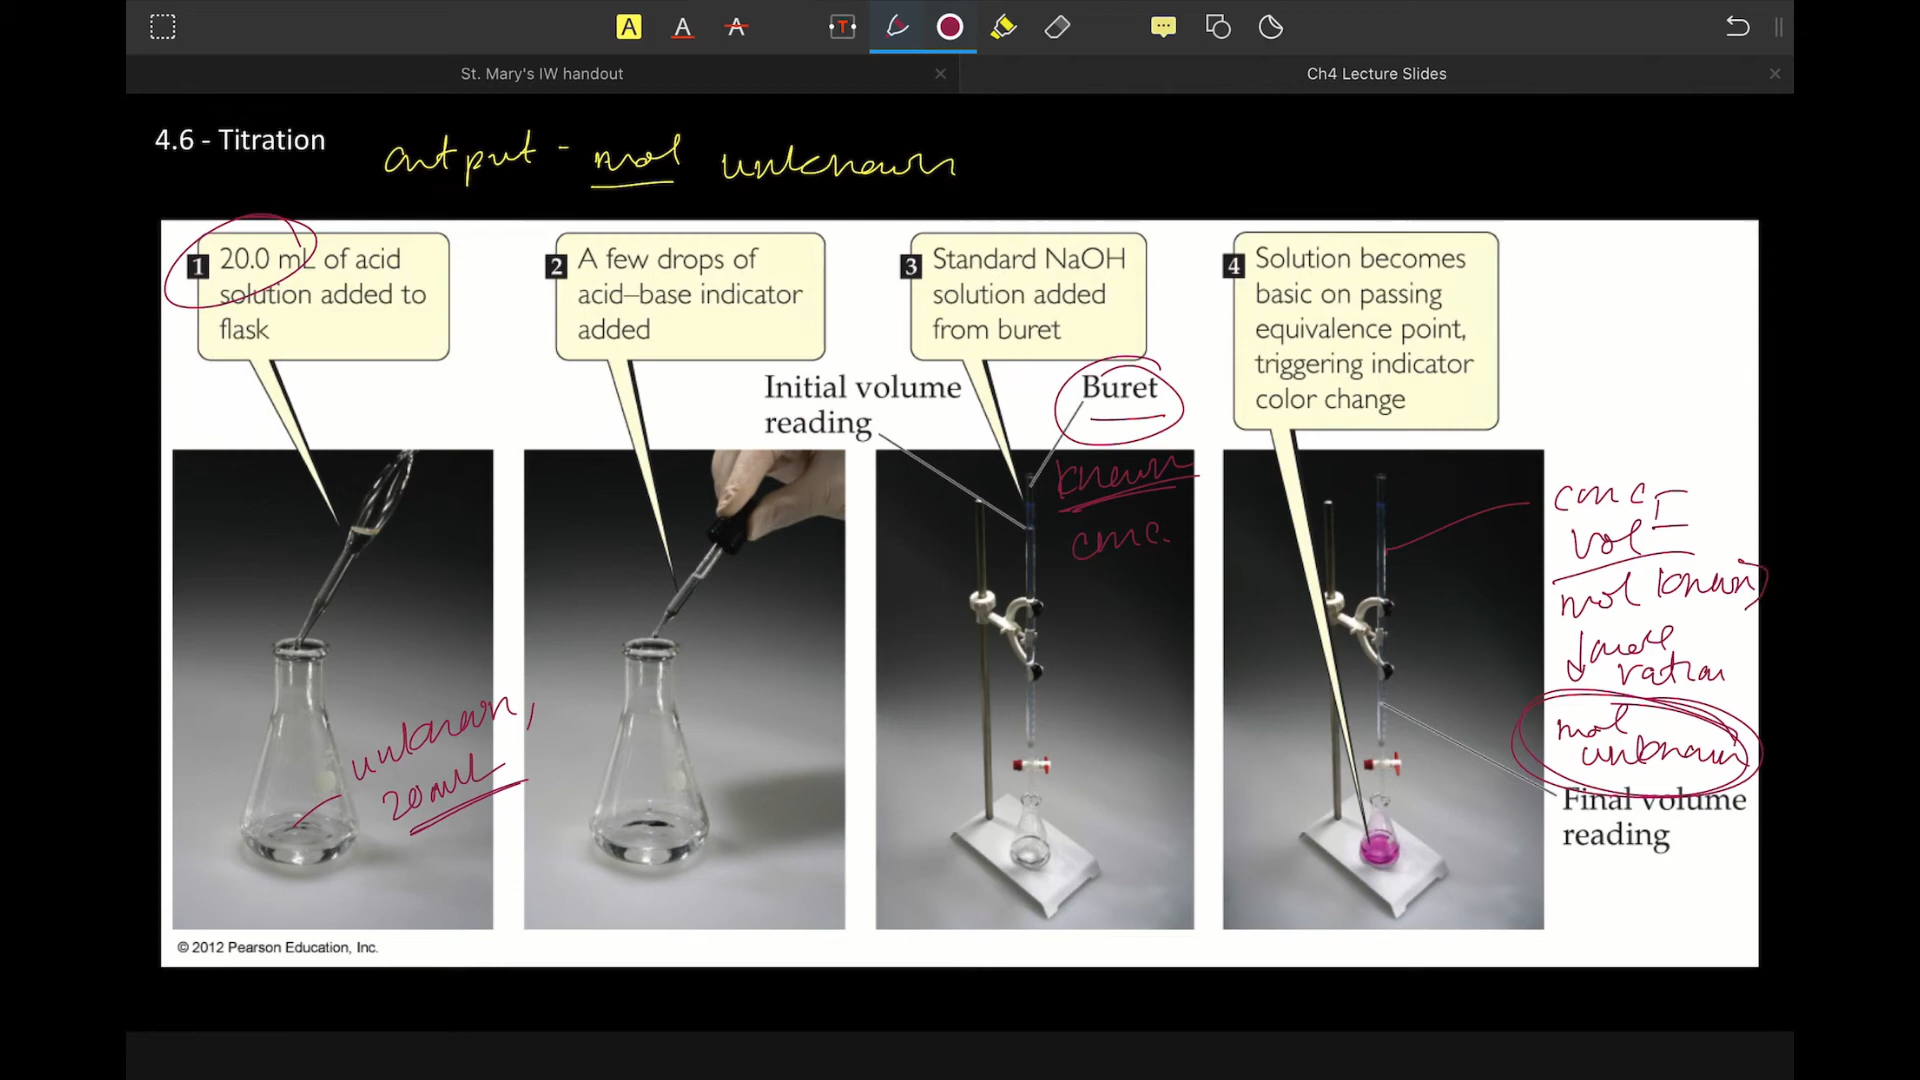 A A A T
St. Mary's IW handout
Ch4 Lecture Slides
4.6 - Titration
output - mol unknown
1 20.0 mL of acid
solution added to
flask
2 A few drops of
acid–base indicator
added
3 Standard NaOH
solution added
from buret
4 Solution becomes
basic on passing
equivalence point,
triggering indicator
color change
Initial volume
reading
Buret
known
conc.
conc
vol
mol known
mole
ration
mol
unknown
unknown,
20 mL
Final volume
reading
© 2012 Pearson Education, Inc.